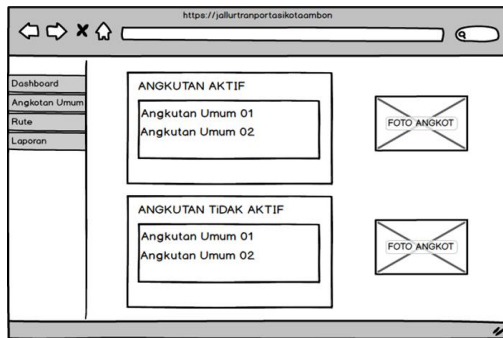 https://jallurtranportasikotaambon
Dashboard
Angkotan Umum
Rute
Laporan
ANGKUTAN AKTIF
Angkutan Umum 01
Angkutan Umum 02
FOTO ANGKOT
ANGKUTAN TiDAK AKTIF
Angkutan Umum 01
Angkutan Umum 02
FOTO ANGKOT